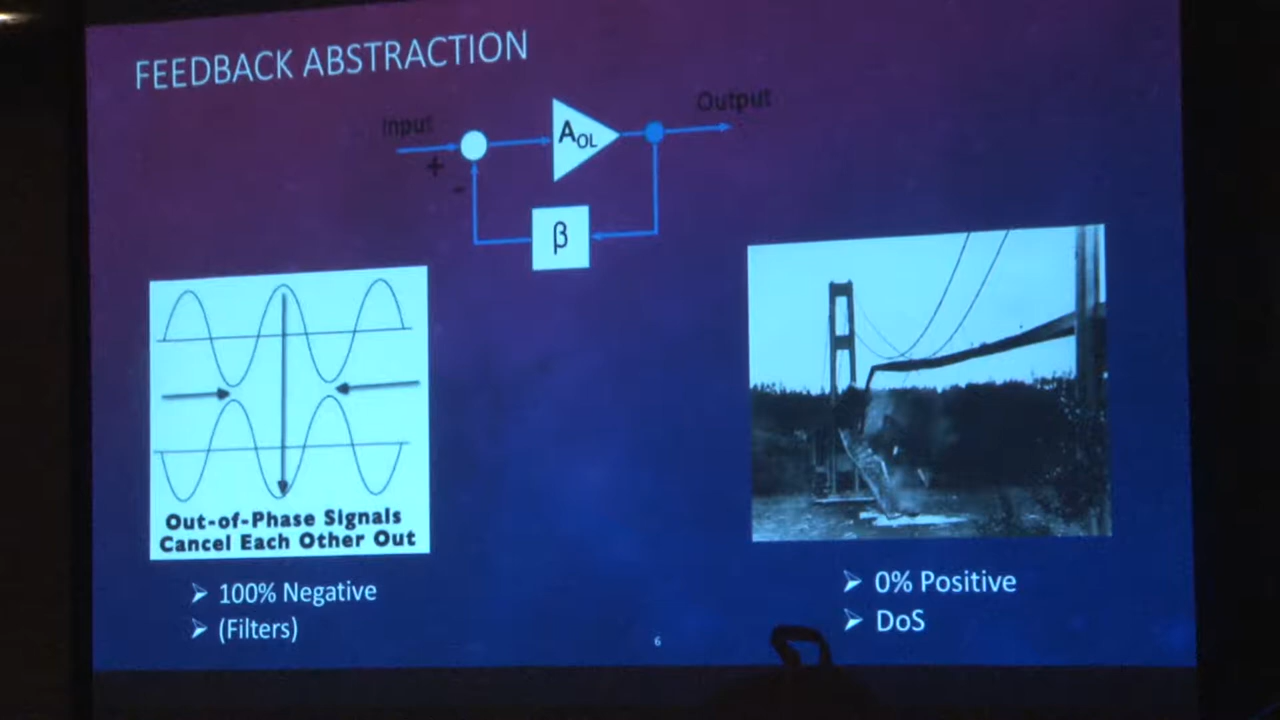 FEEDBACK ABSTRACTION
Input
Output
+
-
AOL
β
Out-of-Phase Signals
Cancel Each Other Out
➢ 100% Negative
➢ (Filters)
➢ 0% Positive
➢ DoS
6